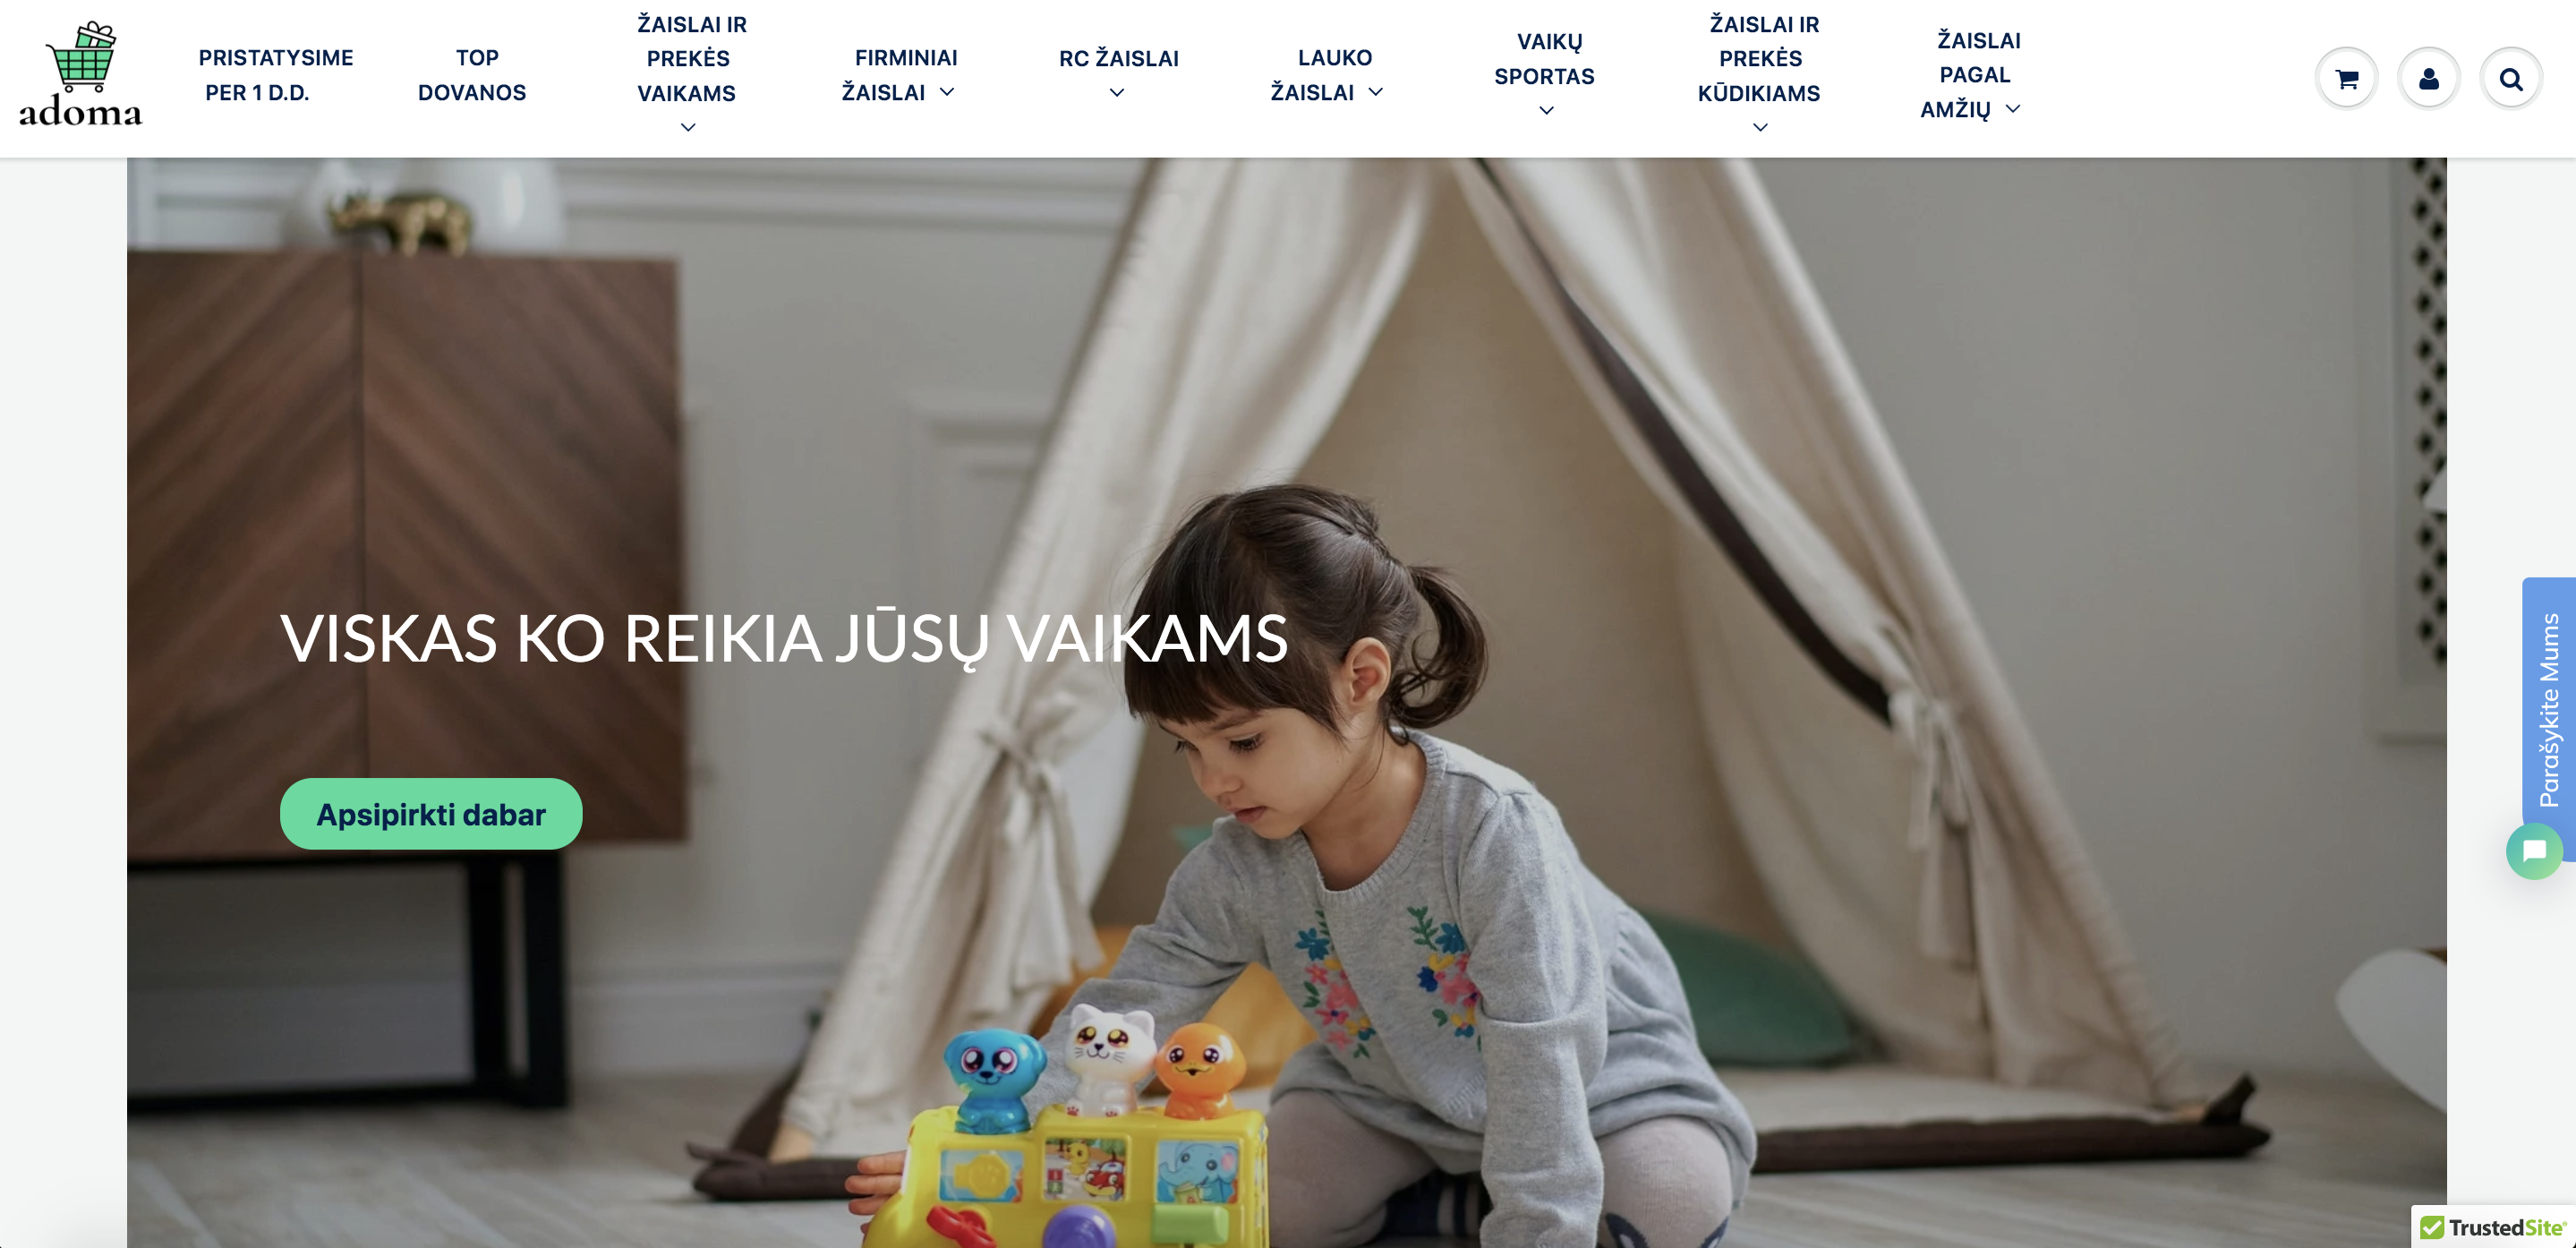 adoma
PRISTATYSIME
PER 1 D.D.
TOP
DOVANOS
ŽAISLAI IR
PREKĖS
VAIKAMS
FIRMINIAI
ŽAISLAI
RC ŽAISLAI
LAUKO
ŽAISLAI
VAIKŲ
SPORTAS
ŽAISLAI IR
PREKĖS
KŪDIKIAMS
ŽAISLAI
PAGAL
AMŽIŲ
VISKAS KO REIKIA JŪSŲ VAIKAMS
Apsipirkti dabar
Parašykite Mums
TrustedSite